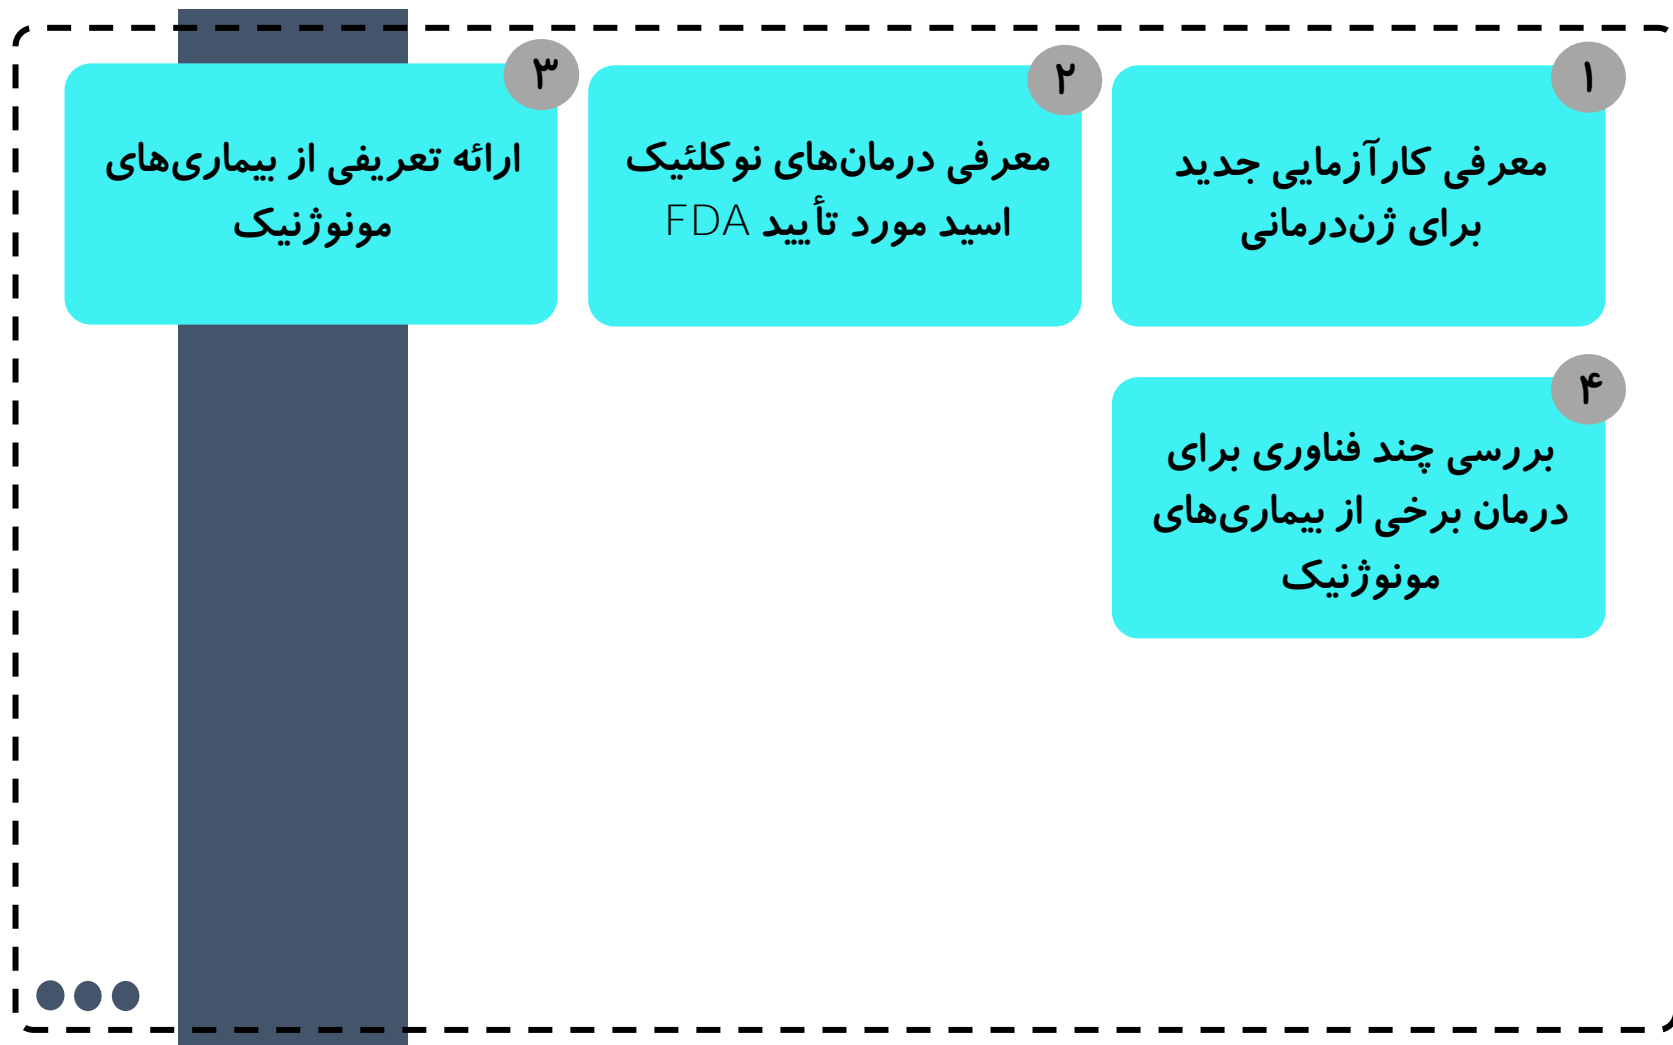 ۱
معرفی کارآزمایی جدید
برای ژن‌درمانی
۲
معرفی درمان‌های نوکلئیک
اسید مورد تأیید FDA
۳
ارائه تعریفی از بیماری‌های
مونوژنیک
۴
بررسی چند فناوری برای
درمان برخی از بیماری‌های
مونوژنیک